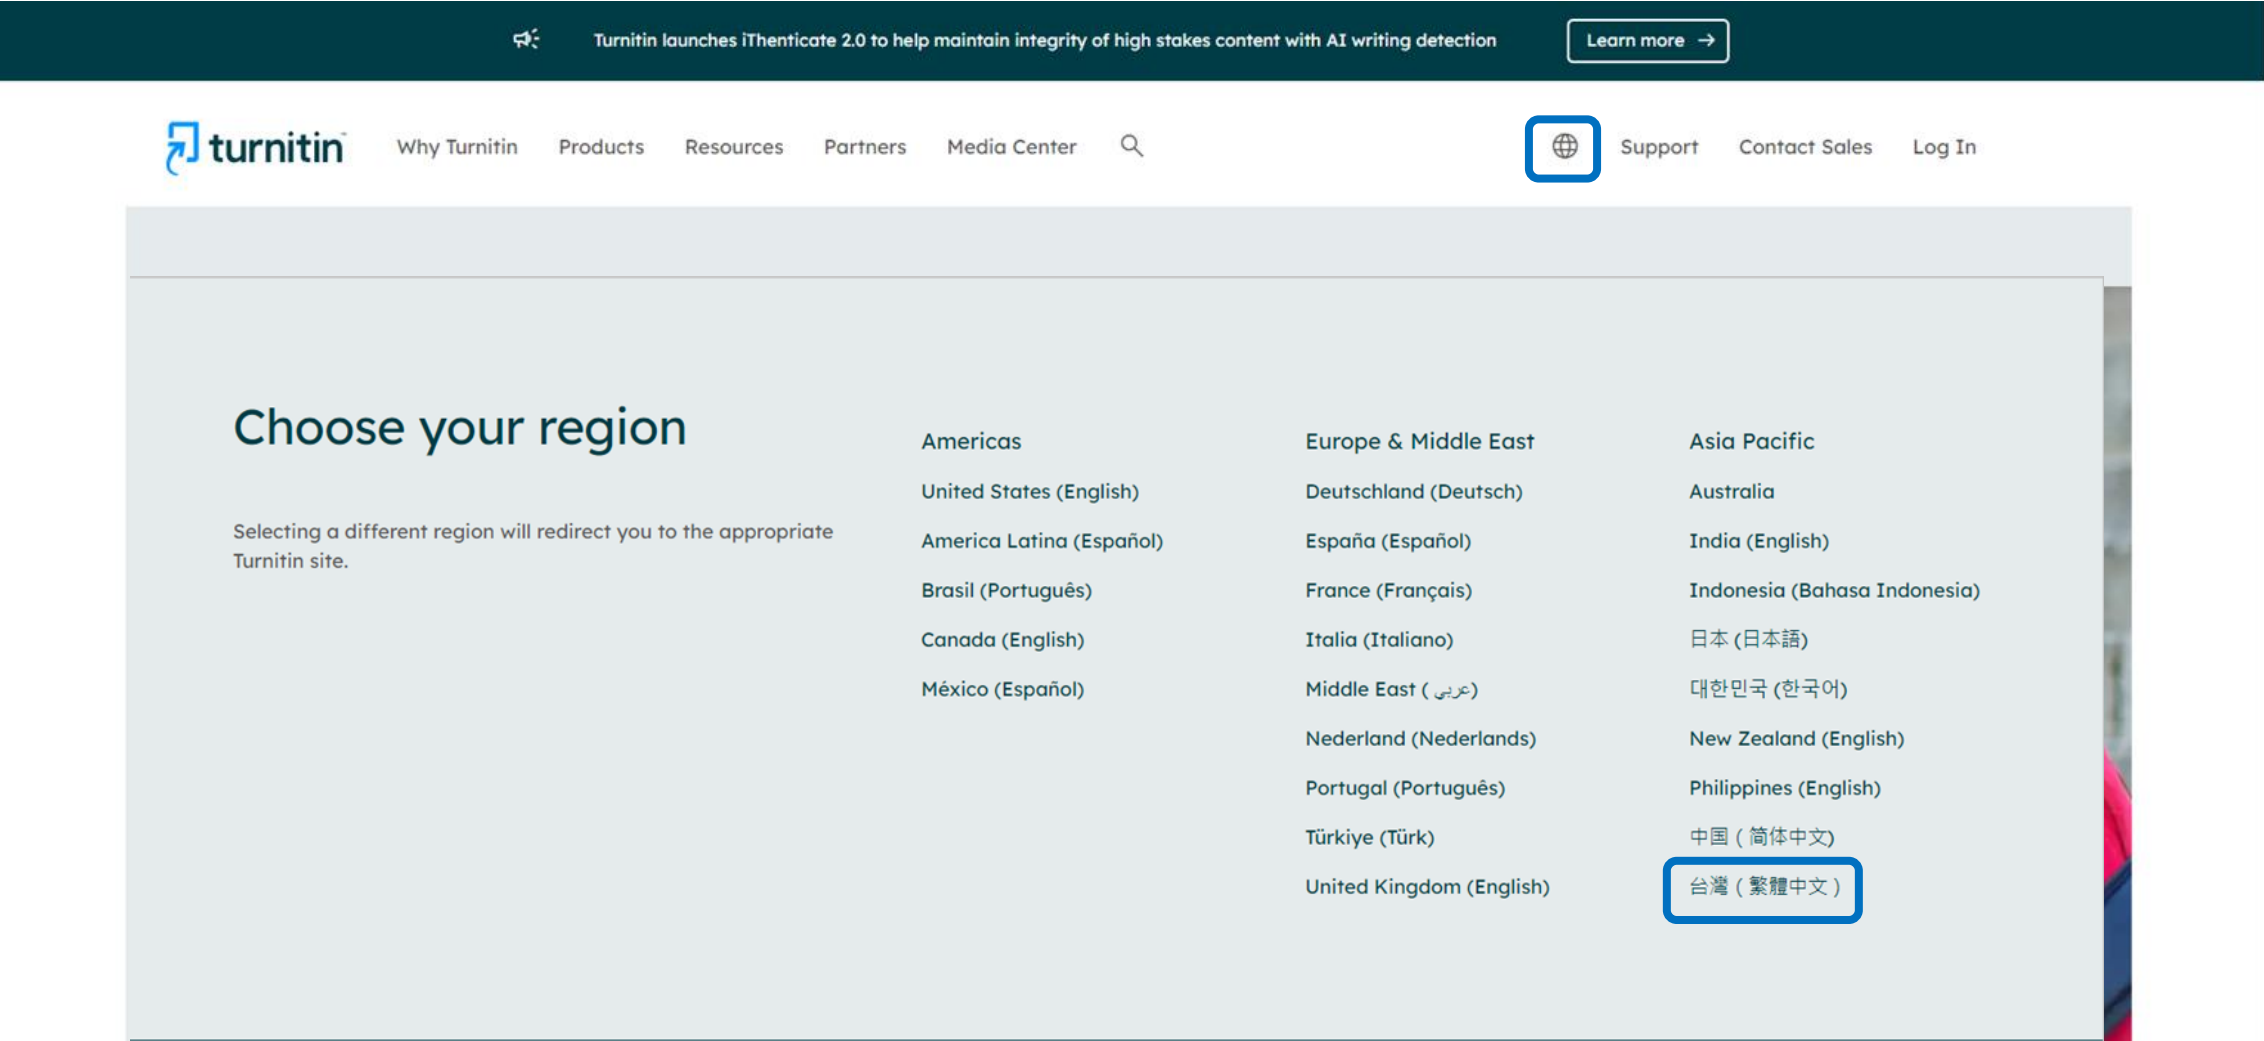 Turnitin launches iThenticate 2.0 to help maintain integrity of high stakes content with AI writing detection
Learn more →
turnitin™
Why Turnitin
Products
Resources
Partners
Media Center
Support
Contact Sales
Log In
Choose your region
Selecting a different region will redirect you to the appropriate
Turnitin site.
Americas
United States (English)
America Latina (Español)
Brasil (Português)
Canada (English)
México (Español)
Europe & Middle East
Deutschland (Deutsch)
España (Español)
France (Français)
Italia (Italiano)
Middle East (عربي)
Nederland (Nederlands)
Portugal (Português)
Türkiye (Türk)
United Kingdom (English)
Asia Pacific
Australia
India (English)
Indonesia (Bahasa Indonesia)
日本 (日本語)
대한민국 (한국어)
New Zealand (English)
Philippines (English)
中国 ( 简体中文)
台灣 ( 繁體中文 )